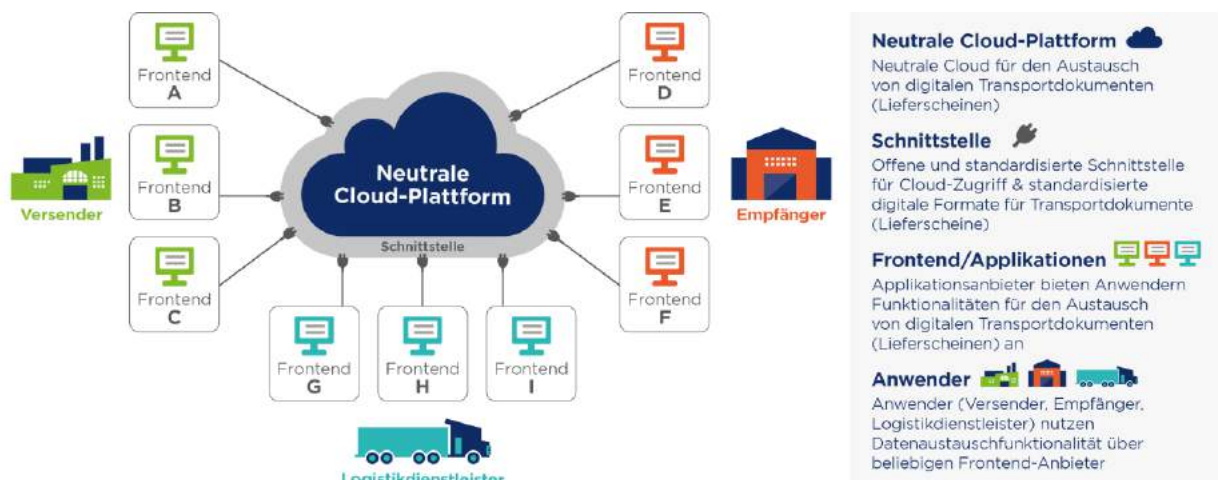 Frontend
A
Frontend
B
Frontend
C
Versender
Neutrale
Cloud-Plattform
Schnittstelle
Frontend
D
Frontend
E
Frontend
F
Empfänger
Frontend
G
Frontend
H
Frontend
I
Logistikdienstleister
Neutrale Cloud-Plattform
Neutrale Cloud für den Austausch
von digitalen Transportdokumenten
(Lieferscheinen)
Schnittstelle
Offene und standardisierte Schnittstelle
für Cloud-Zugriff & standardisierte
digitale Formate für Transportdokumente
(Lieferscheine)
Frontend/Applikationen
Applikationsanbieter bieten Anwendern
Funktionalitäten für den Austausch
von digitalen Transportdokumenten
(Lieferscheinen) an
Anwender
Anwender (Versender, Empfänger,
Logistikdienstleister) nutzen
Datenaustauschfunktionalität über
beliebigen Frontend-Anbieter